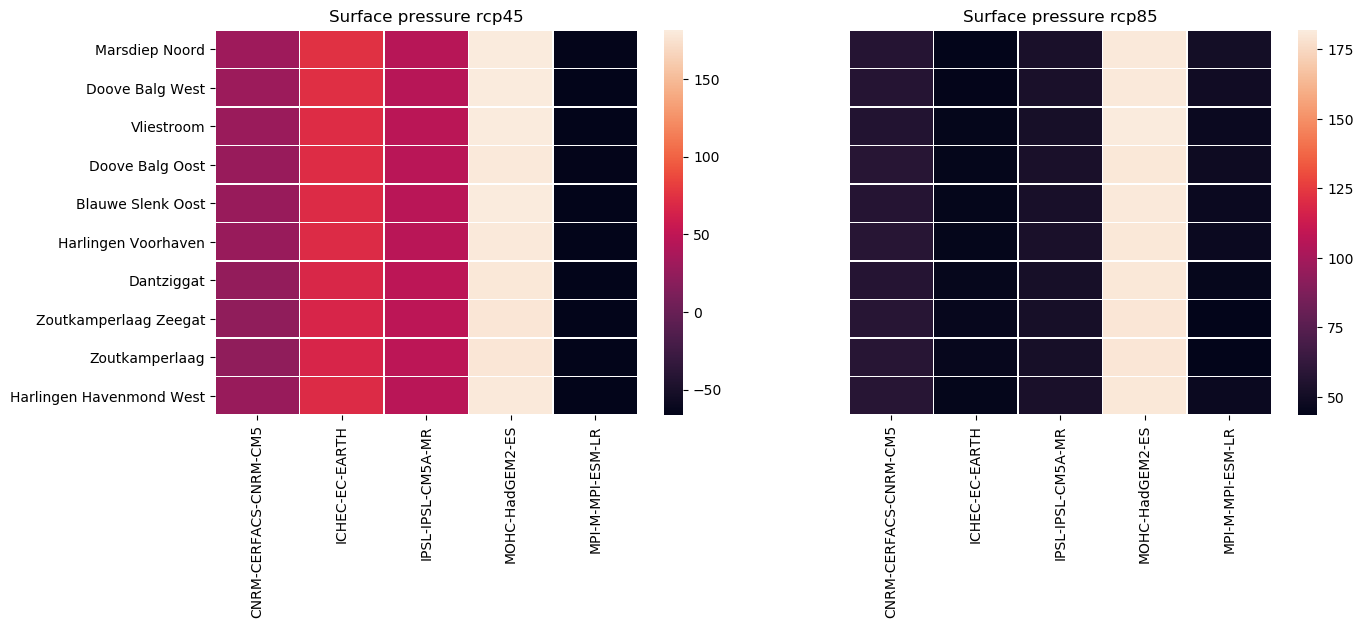 Surface pressure rcp45
Marsdiep Noord
Doove Balg West
Vliestroom
Doove Balg Oost
Blauwe Slenk Oost
Harlingen Voorhaven
Dantziggat
Zoutkamperlaag Zeegat
Zoutkamperlaag
Harlingen Havenmond West
CNRM-CERFACS-CNRM-CM5
ICHEC-EC-EARTH
IPSL-IPSL-CM5A-MR
MOHC-HadGEM2-ES
MPI-M-MPI-ESM-LR
150
100
50
0
−50
Surface pressure rcp85
CNRM-CERFACS-CNRM-CM5
ICHEC-EC-EARTH
IPSL-IPSL-CM5A-MR
MOHC-HadGEM2-ES
MPI-M-MPI-ESM-LR
175
150
125
100
75
50